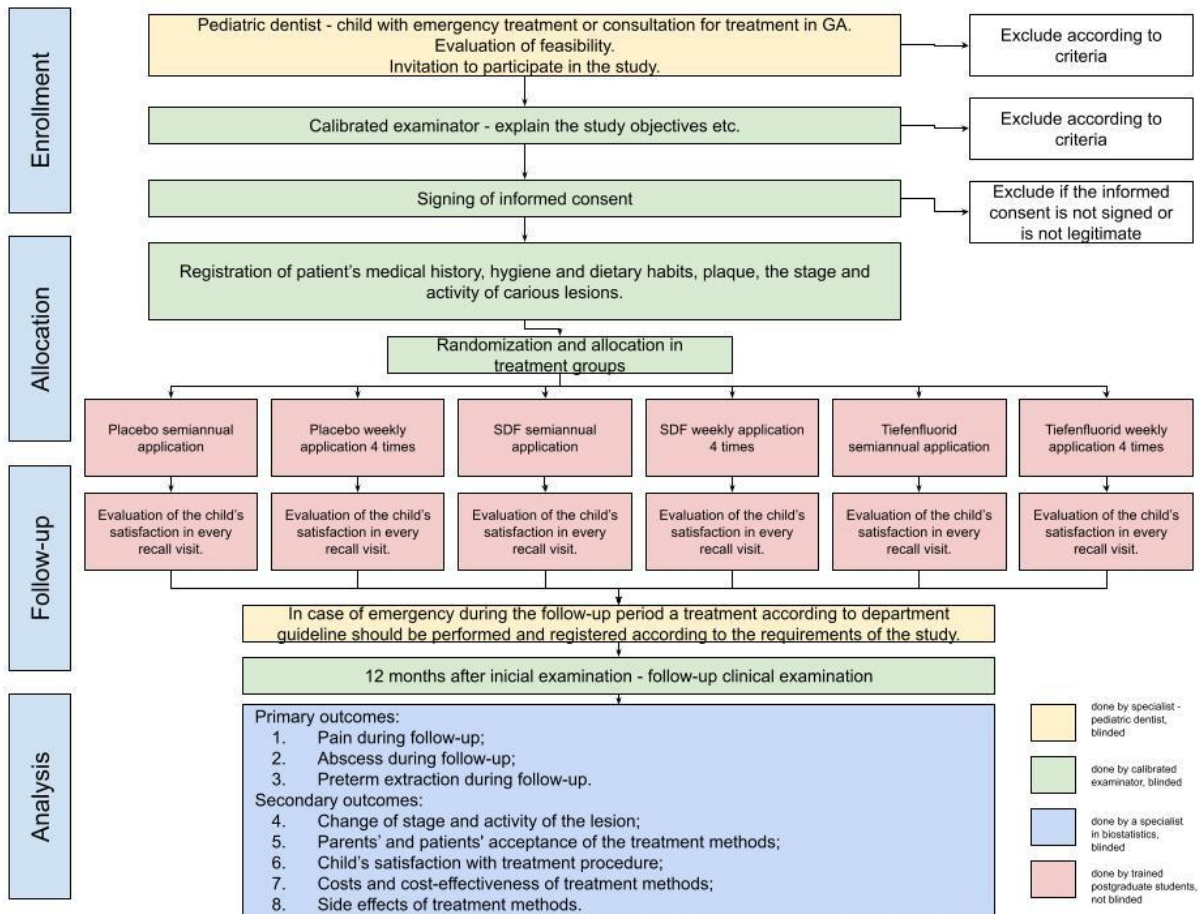 Enrollment
Pediatric dentist - child with emergency treatment or consultation for treatment in GA.
Evaluation of feasibility.
Invitation to participate in the study.
Exclude according to
criteria
Calibrated examiner - explain the study objectives etc.
Exclude according to
criteria
Signing of informed consent
Exclude if the informed
consent is not signed or
is not legitimate
Allocation
Registration of patient's medical history, hygiene and dietary habits, plaque, the stage and
activity of carious lesions.
Randomization and allocation in
treatment groups
Placebo semiannual
application
Placebo weekly
application 4 times
SDF semiannual
application
SDF weekly application
4 times
Tiefenfluorid
semiannual application
Tiefenfluorid weekly
application 4 times
Follow-up
Evaluation of the child's
satisfaction in every
recall visit.
Evaluation of the child's
satisfaction in every
recall visit.
Evaluation of the child's
satisfaction in every
recall visit.
Evaluation of the child's
satisfaction in every
recall visit.
Evaluation of the child's
satisfaction in every
recall visit.
Evaluation of the child's
satisfaction in every
recall visit.
In case of emergency during the follow-up period a treatment according to department
guideline should be performed and registered according to the requirements of the study.
12 months after inicial examination - follow-up clinical examination
Analysis
Primary outcomes:
1. Pain during follow-up;
2. Abscess during follow-up;
3. Preterm extraction during follow-up.
Secondary outcomes:
4. Change of stage and activity of the lesion;
5. Parents' and patients' acceptance of the treatment methods;
6. Child's satisfaction with treatment procedure;
7. Costs and cost-effectiveness of treatment methods;
8. Side effects of treatment methods.
done by specialist -
pediatric dentist,
blinded
done by calibrated
examiner, blinded
done by a specialist
in biostatistics,
blinded
done by trained
postgraduate students,
not blinded